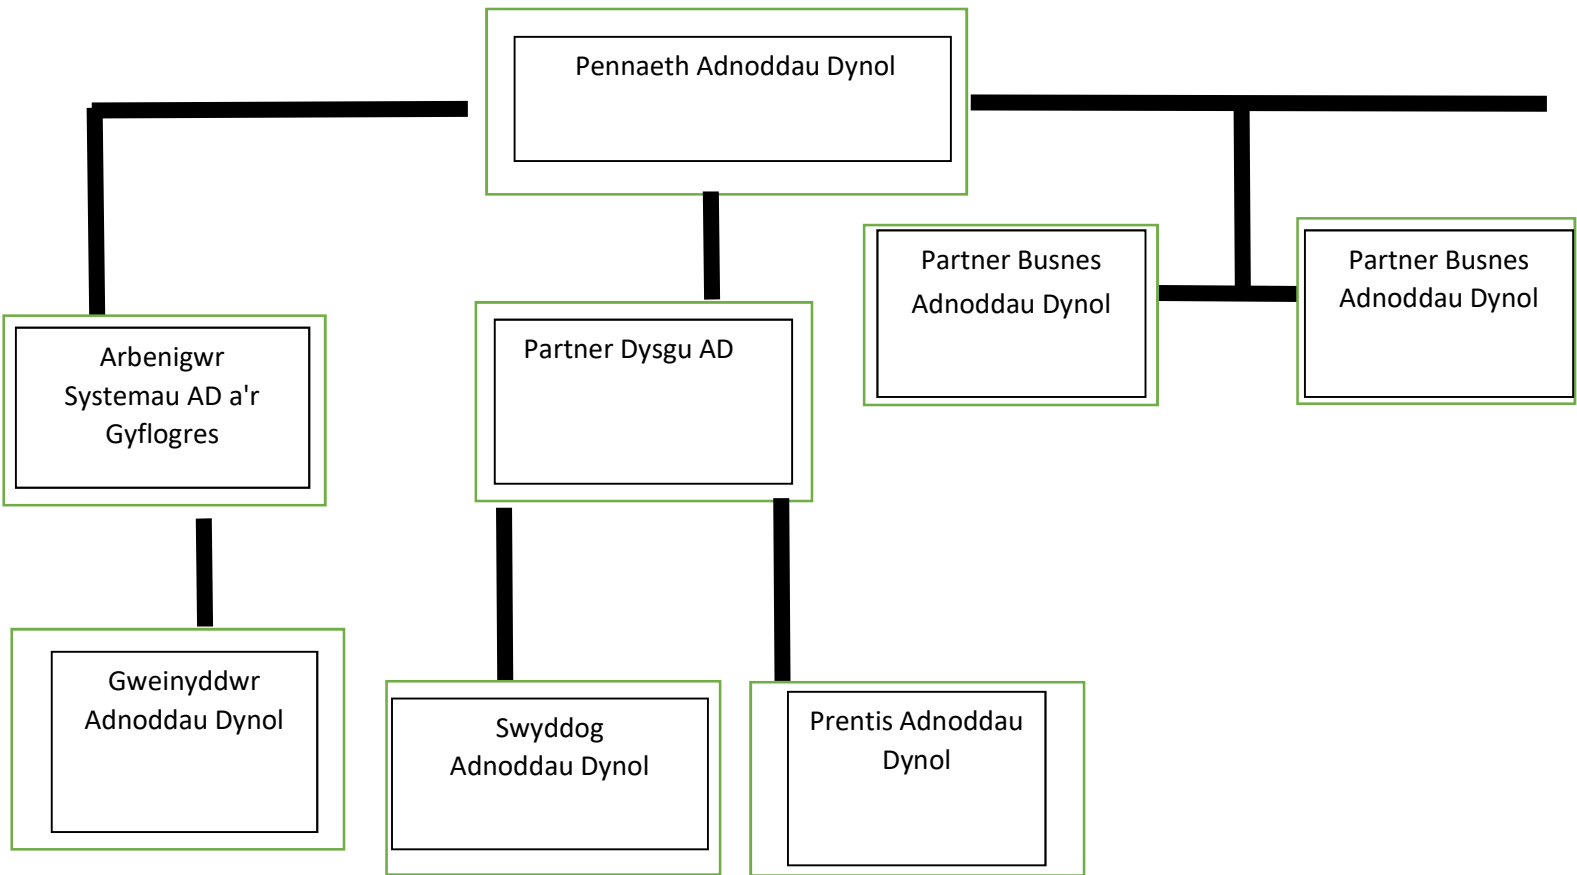 Pennaeth Adnoddau Dynol
Partner Busnes
Adnoddau Dynol
Partner Busnes
Adnoddau Dynol
Arbenigwr
Systemau AD a'r
Gyflogres
Partner Dysgu AD
Gweinyddwr
Adnoddau Dynol
Swyddog
Adnoddau Dynol
Prentis Adnoddau
Dynol